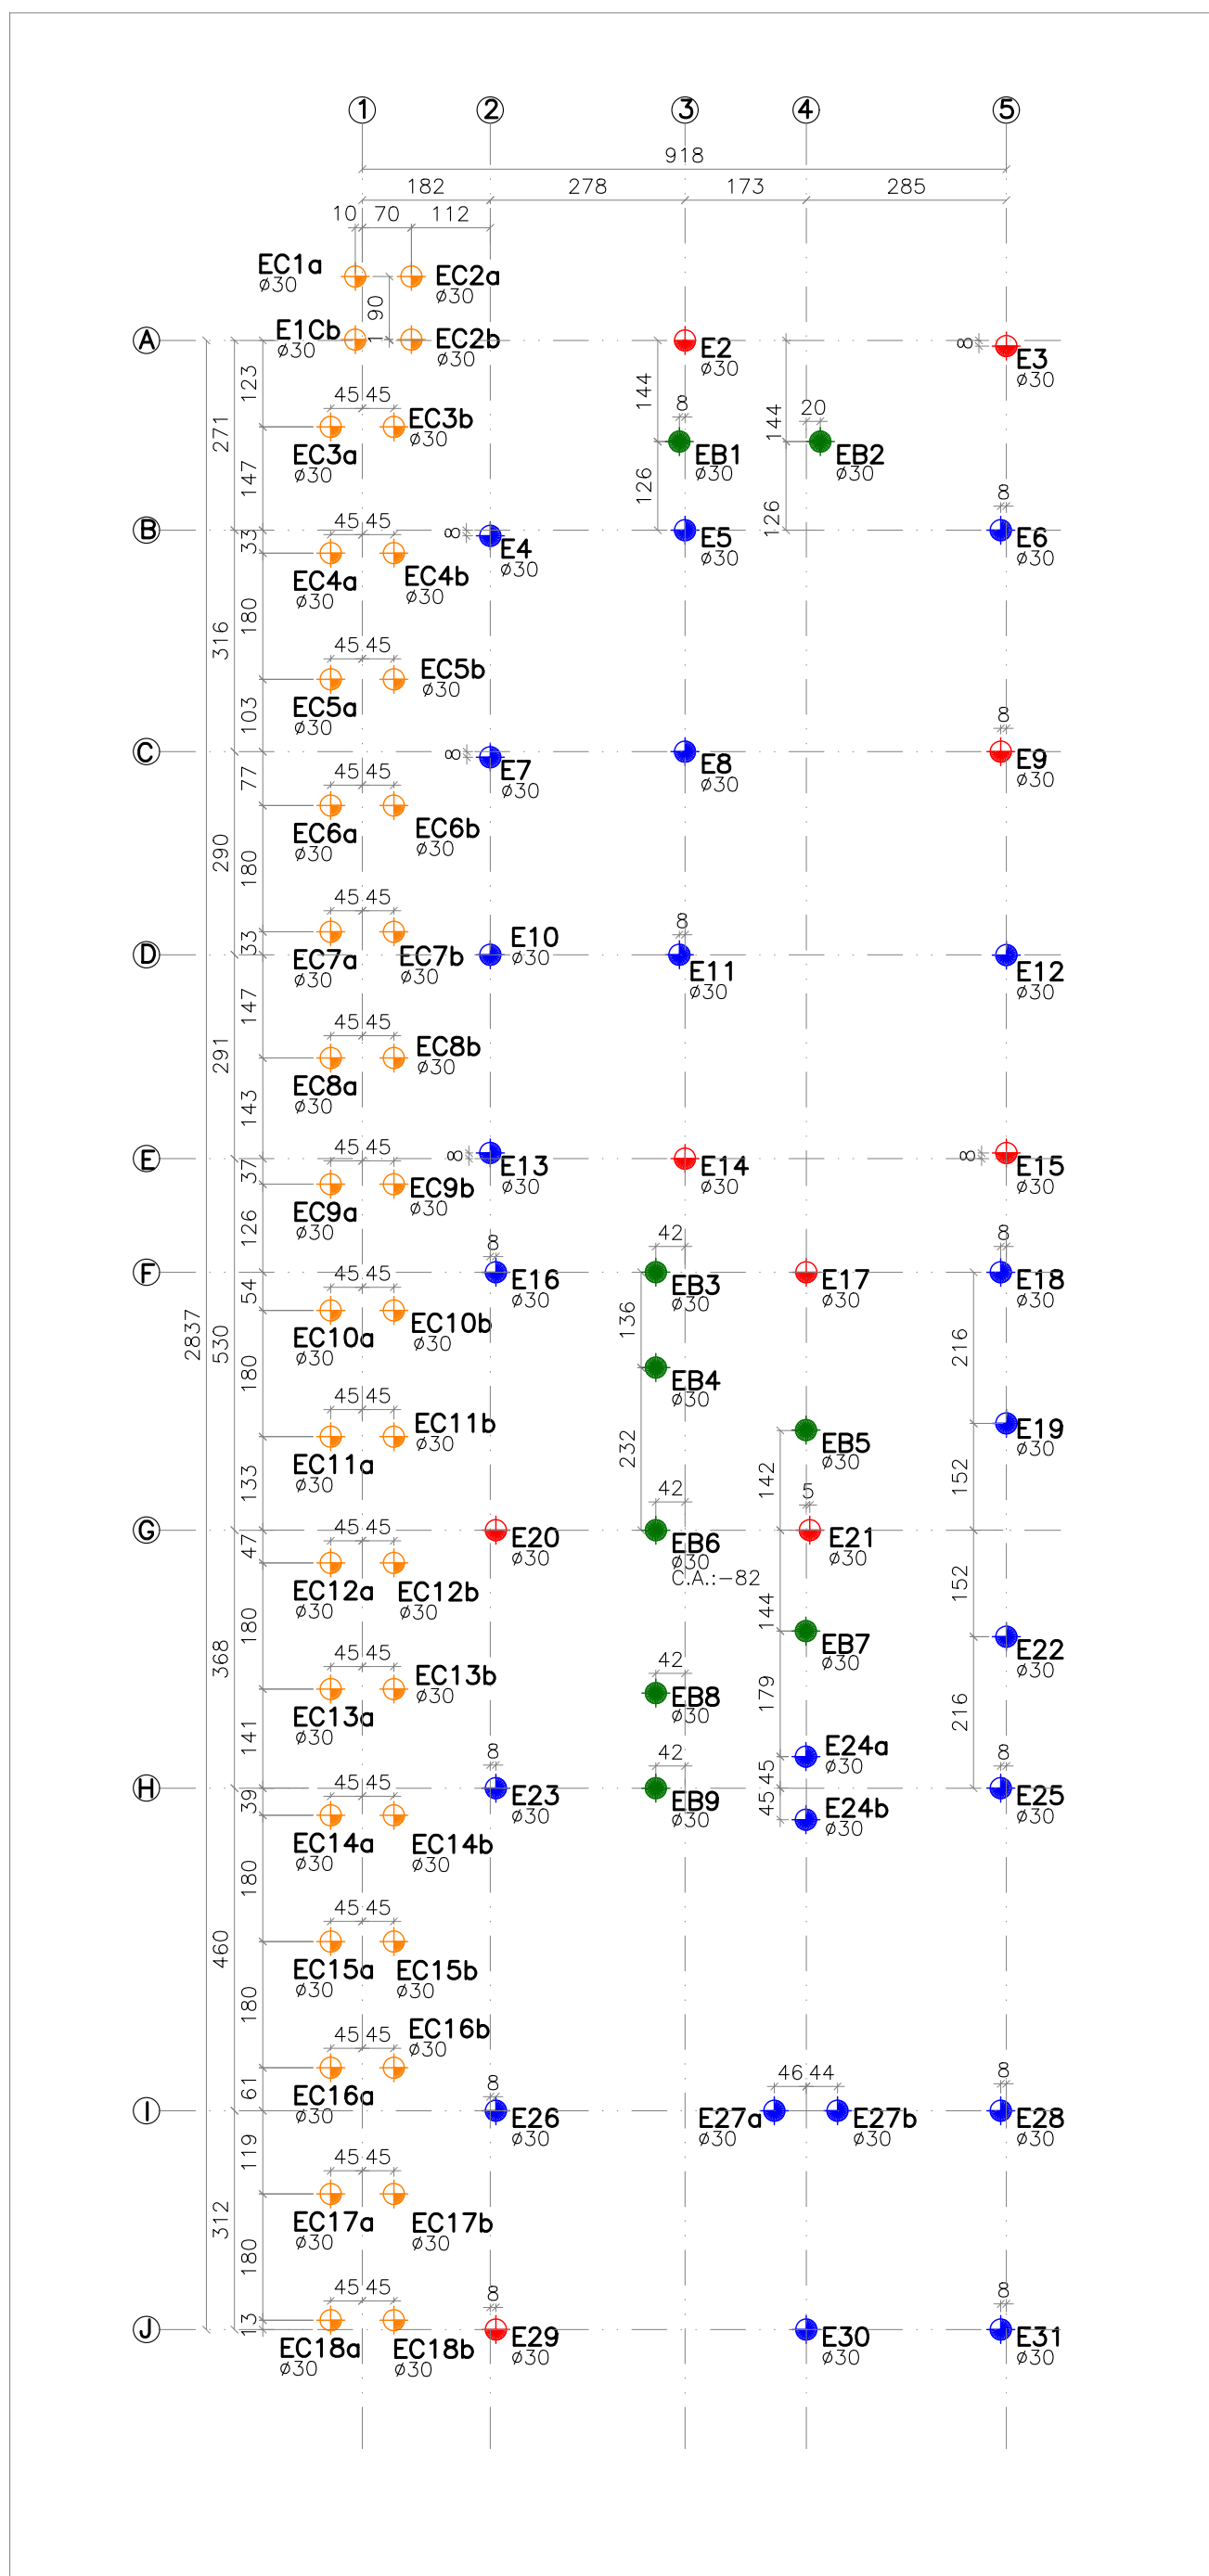 1 2 3 4 5
918
182 278 173 285
10 70 112
EC1a
ø30
EC2a
ø30
90
1
A
E1Cb
ø30
EC2b
ø30
E2
ø30
8
E3
ø30
123
271
144
144
45 45
EC3b
ø30
8
20
EC3a
ø30
EB1
ø30
EB2
ø30
147
126
126
B
33
45 45
8
E4
ø30
E5
ø30
8
E6
ø30
EC4a
ø30
EC4b
ø30
180
316
45 45
EC5b
ø30
EC5a
ø30
103
C
8
E7
ø30
E8
ø30
8
E9
ø30
77
45 45
EC6a
ø30
EC6b
ø30
290
180
45 45
33
D
EC7a
ø30
EC7b
ø30
E10
ø30
8
E11
ø30
E12
ø30
147
291
45 45
EC8b
ø30
EC8a
ø30
143
E
37
45 45
8
E13
ø30
E14
ø30
8
E15
ø30
EC9a
ø30
EC9b
ø30
126
F
8
E16
ø30
42
EB3
ø30
E17
ø30
8
E18
ø30
54
45 45
EC10a
ø30
EC10b
ø30
2837
530
136
216
180
EB4
ø30
45 45
EC11b
ø30
EC11a
ø30
EB5
ø30
E19
ø30
133
232
142
152
G
47
45 45
E20
ø30
42
EB6
ø30
C.A.:-82
5
E21
ø30
EC12a
ø30
EC12b
ø30
180
368
144
152
EB7
ø30
E22
ø30
45 45
EC13b
ø30
EC13a
ø30
42
EB8
ø30
179
216
141
E24a
ø30
45
45
H
39
45 45
8
E23
ø30
42
EB9
ø30
E24b
ø30
8
E25
ø30
EC14a
ø30
EC14b
ø30
180
460
45 45
EC15a
ø30
EC15b
ø30
180
45 45
EC16b
ø30
EC16a
ø30
61
I
8
E26
ø30
46 44
E27a
ø30
E27b
ø30
8
E28
ø30
119
45 45
EC17a
ø30
EC17b
ø30
312
180
45 45
13
J
EC18a
ø30
EC18b
ø30
8
E29
ø30
E30
ø30
8
E31
ø30